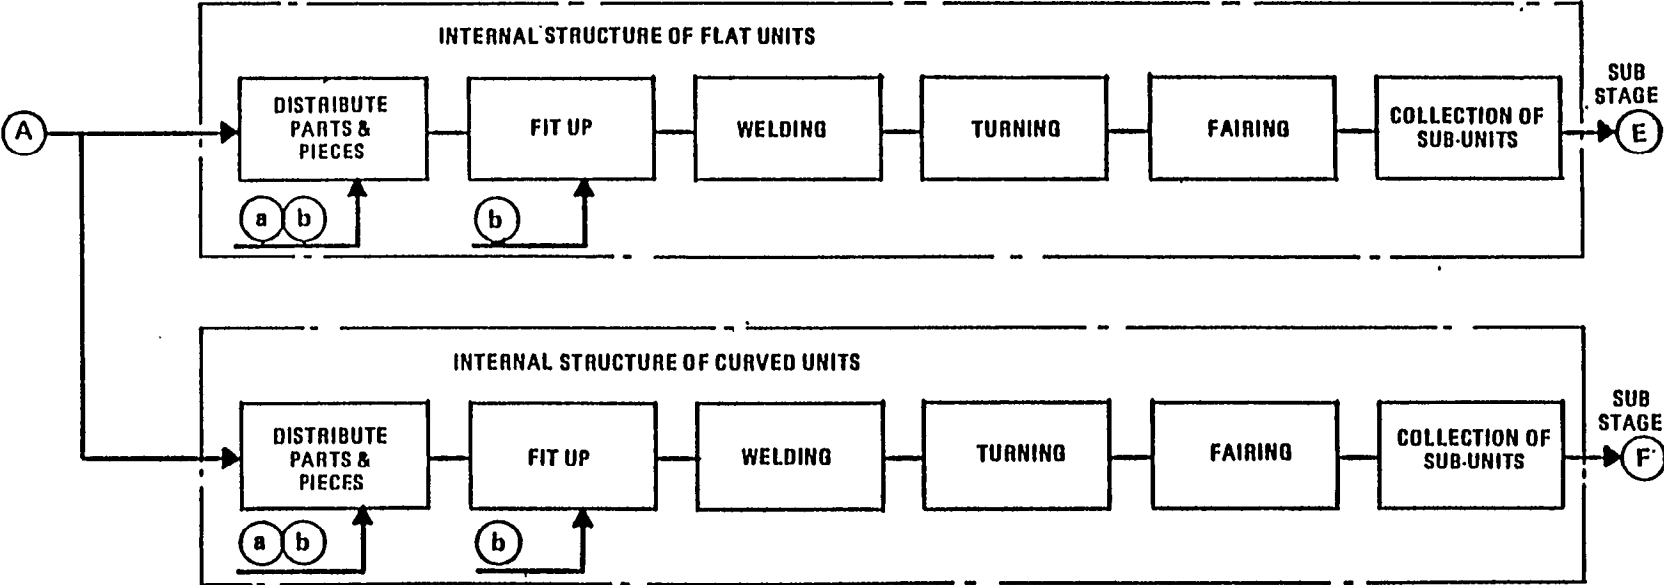 INTERNAL STRUCTURE OF FLAT UNITS
SUB
STAGE
A
DISTRIBUTE
PARTS &
PIECES
FIT UP
WELDING
TURNING
FAIRING
COLLECTION OF
SUB-UNITS
E
a b
b
INTERNAL STRUCTURE OF CURVED UNITS
SUB
STAGE
DISTRIBUTE
PARTS &
PIECES
FIT UP
WELDING
TURNING
FAIRING
COLLECTION OF
SUB-UNITS
F
a b
b